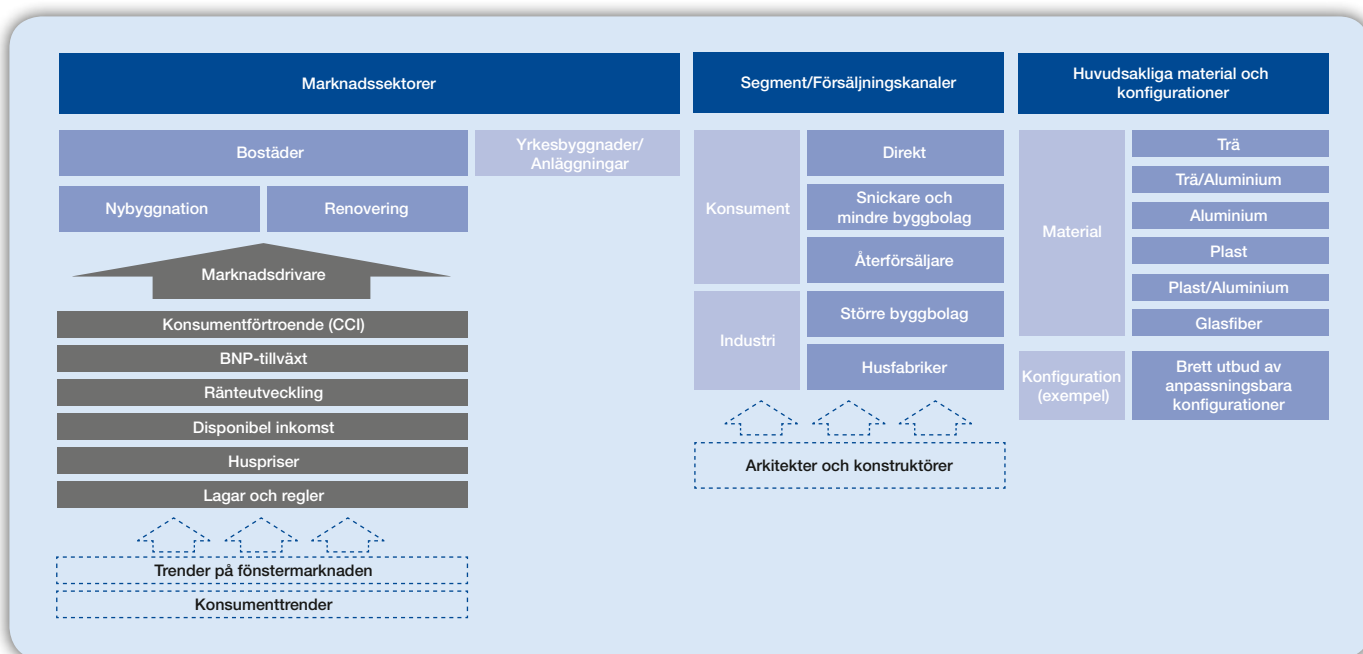 Marknadssektorer
Bostäder
Yrkesbyggnader/
Anläggningar
Nybyggnation
Renovering
Marknadsdrivare
Konsumentförtroende (CCI)
BNP-tillväxt
Ränteutveckling
Disponibel inkomst
Huspriser
Lagar och regler
Trender på fönstermarknaden
Konsumenttrender
Segment/Försäljningskanaler
Konsument
Direkt
Snickare och
mindre byggbolag
Återförsäljare
Industri
Större byggbolag
Husfabriker
Arkitekter och konstruktörer
Huvudsakliga material och
konfigurationer
Material
Trä
Trä/Aluminium
Aluminium
Plast
Plast/Aluminium
Glasfiber
Konfiguration
(exempel)
Brett utbud av
anpassningsbara
konfigurationer